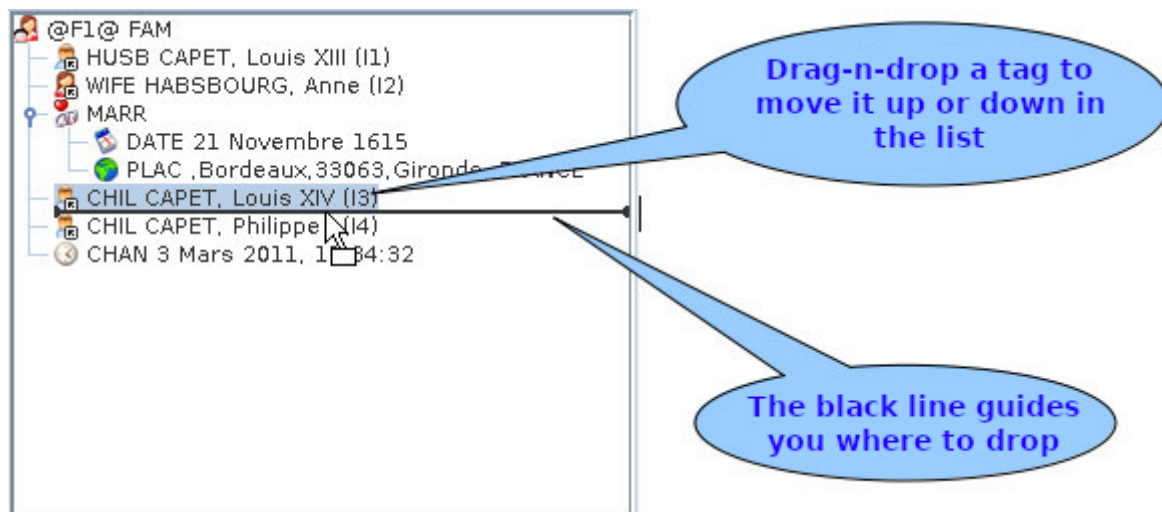 @F1@ FAM
HUSB CAPET, Louis XIII (I1)
WIFE HABSBOURG, Anne (I2)
MARR
DATE 21 Novembre 1615
PLAC ,Bordeaux,33063,Gironde,
CHIL CAPET, Louis XIV (I3)
CHIL CAPET, Philippe (I4)
CHAN 3 Mars 2011,
Drag-n-drop a tag to
move it up or down in
the list
The black line guides
you where to drop